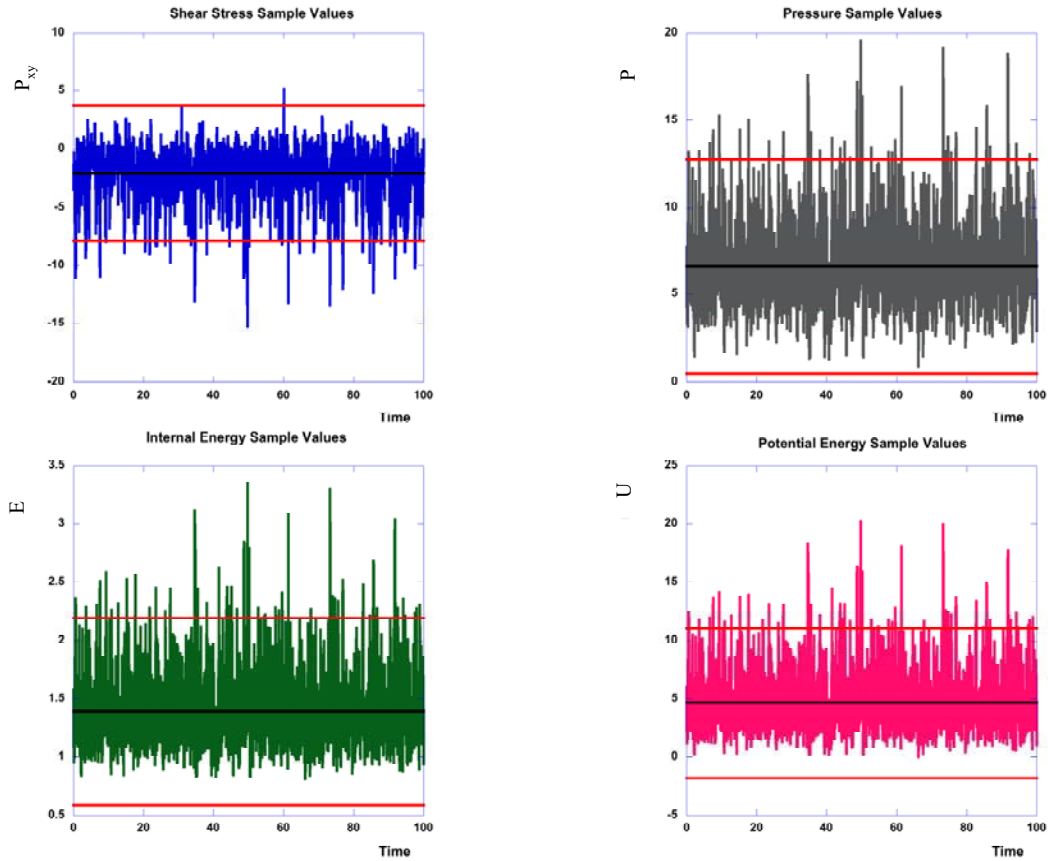 Shear Stress Sample Values
10
5
0
-5
-10
-15
-20
Pxy
0 20 40 60 80 100
Time
Pressure Sample Values
20
15
10
5
0
P
0 20 40 60 80 100
Time
Internal Energy Sample Values
3.5
3
2.5
2
1.5
1
0.5
E
0 20 40 60 80 100
Time
Potential Energy Sample Values
25
20
15
10
5
0
-5
U
0 20 40 60 80 100
Time